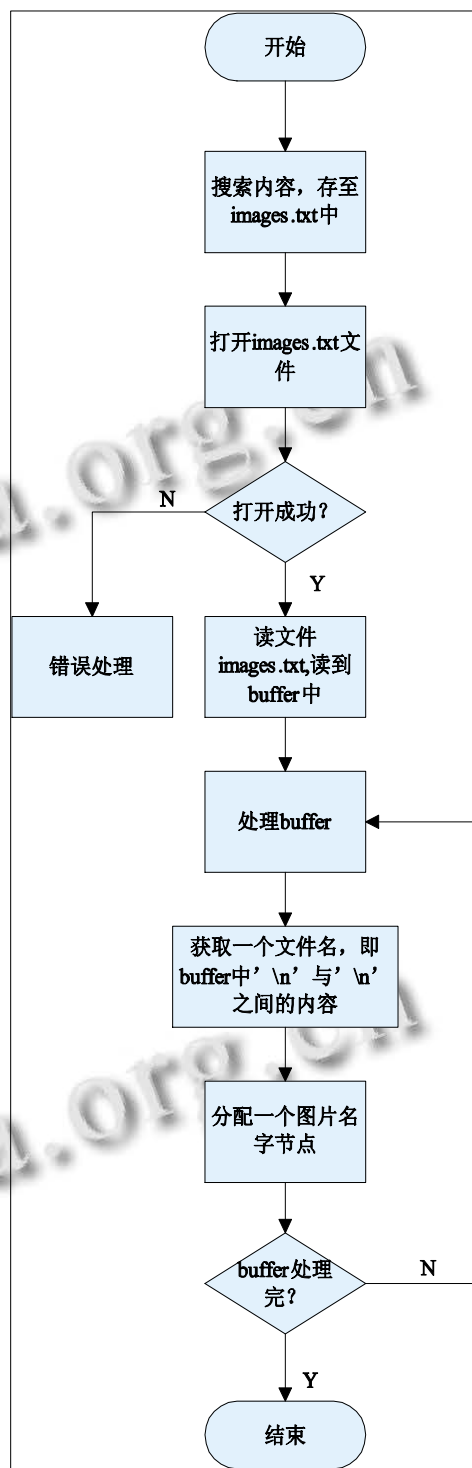 开始
搜索内容，存至
images.txt中
打开images.txt文
件
a.org.cn
N
打开成功？
Y
错误处理
读文件
images.txt,读到
buffer中
处理buffer
获取一个文件名，即
buffer中’\n’与’\n’
之间的内容
分配一个图片名
字节点
a.org.cn
buffer处理
完？
N
Y
结束